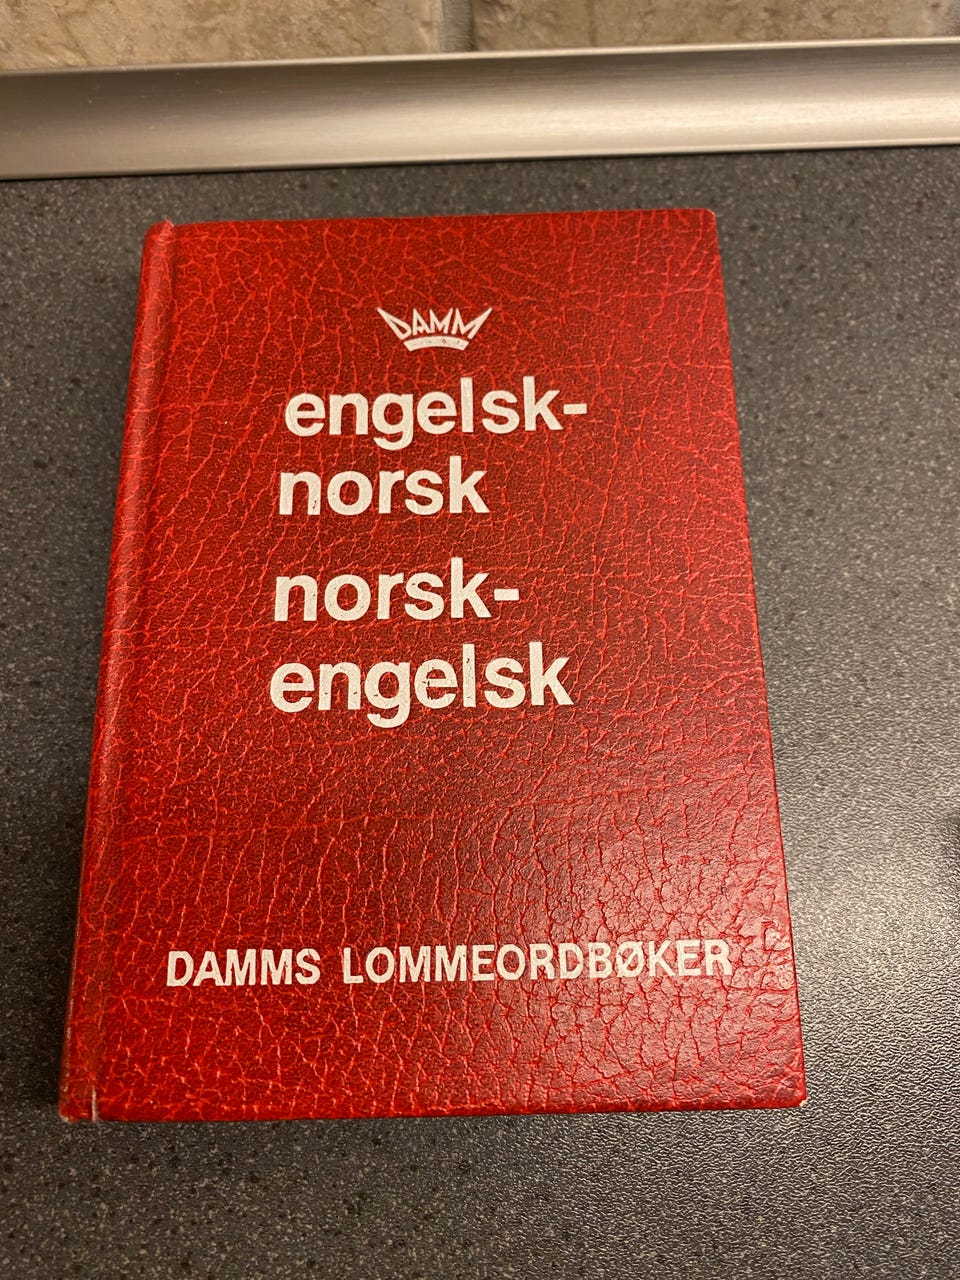 DAMM
engelsk-
norsk
norsk-
engelsk
DAMMS LOMMEORDBØKER